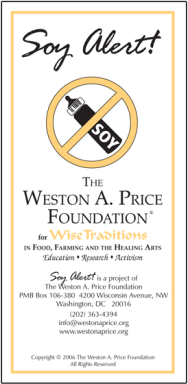 Soy Alert!
SOY
THE
WESTON A. PRICE
FOUNDATION®
for WiseTraditions
IN FOOD, FARMING AND THE HEALING ARTS
Education • Research • Activism
Soy Alert! is a project of
The Weston A. Price Foundation
PMB Box 106-380 4200 Wisconsin Avenue, NW
Washington, DC 20016
(202) 363-4394
info@westonaprice.org
www.westonaprice.org
Copyright © 2006 The Weston A. Price Foundation
All Rights Reserved